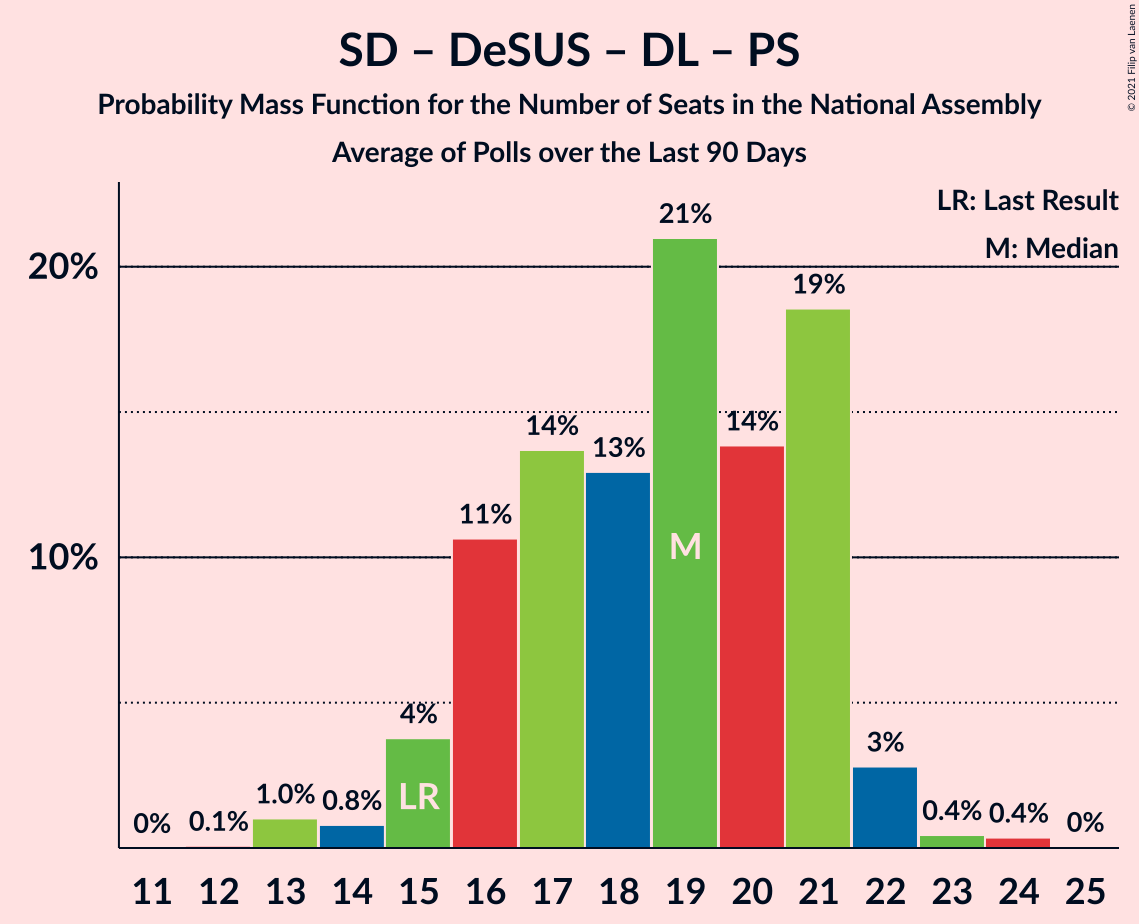 SD – DeSUS – DL – PS
Probability Mass Function for the Number of Seats in the National Assembly
Average of Polls over the Last 90 Days
© 2021 Filip van Laenen
LR: Last Result
M: Median
20%
10%
0%
0.1%
1.0%
0.8%
4%
11%
14%
13%
21%
14%
19%
3%
0.4%
0.4%
0%
LR
M
11 12 13 14 15 16 17 18 19 20 21 22 23 24 25